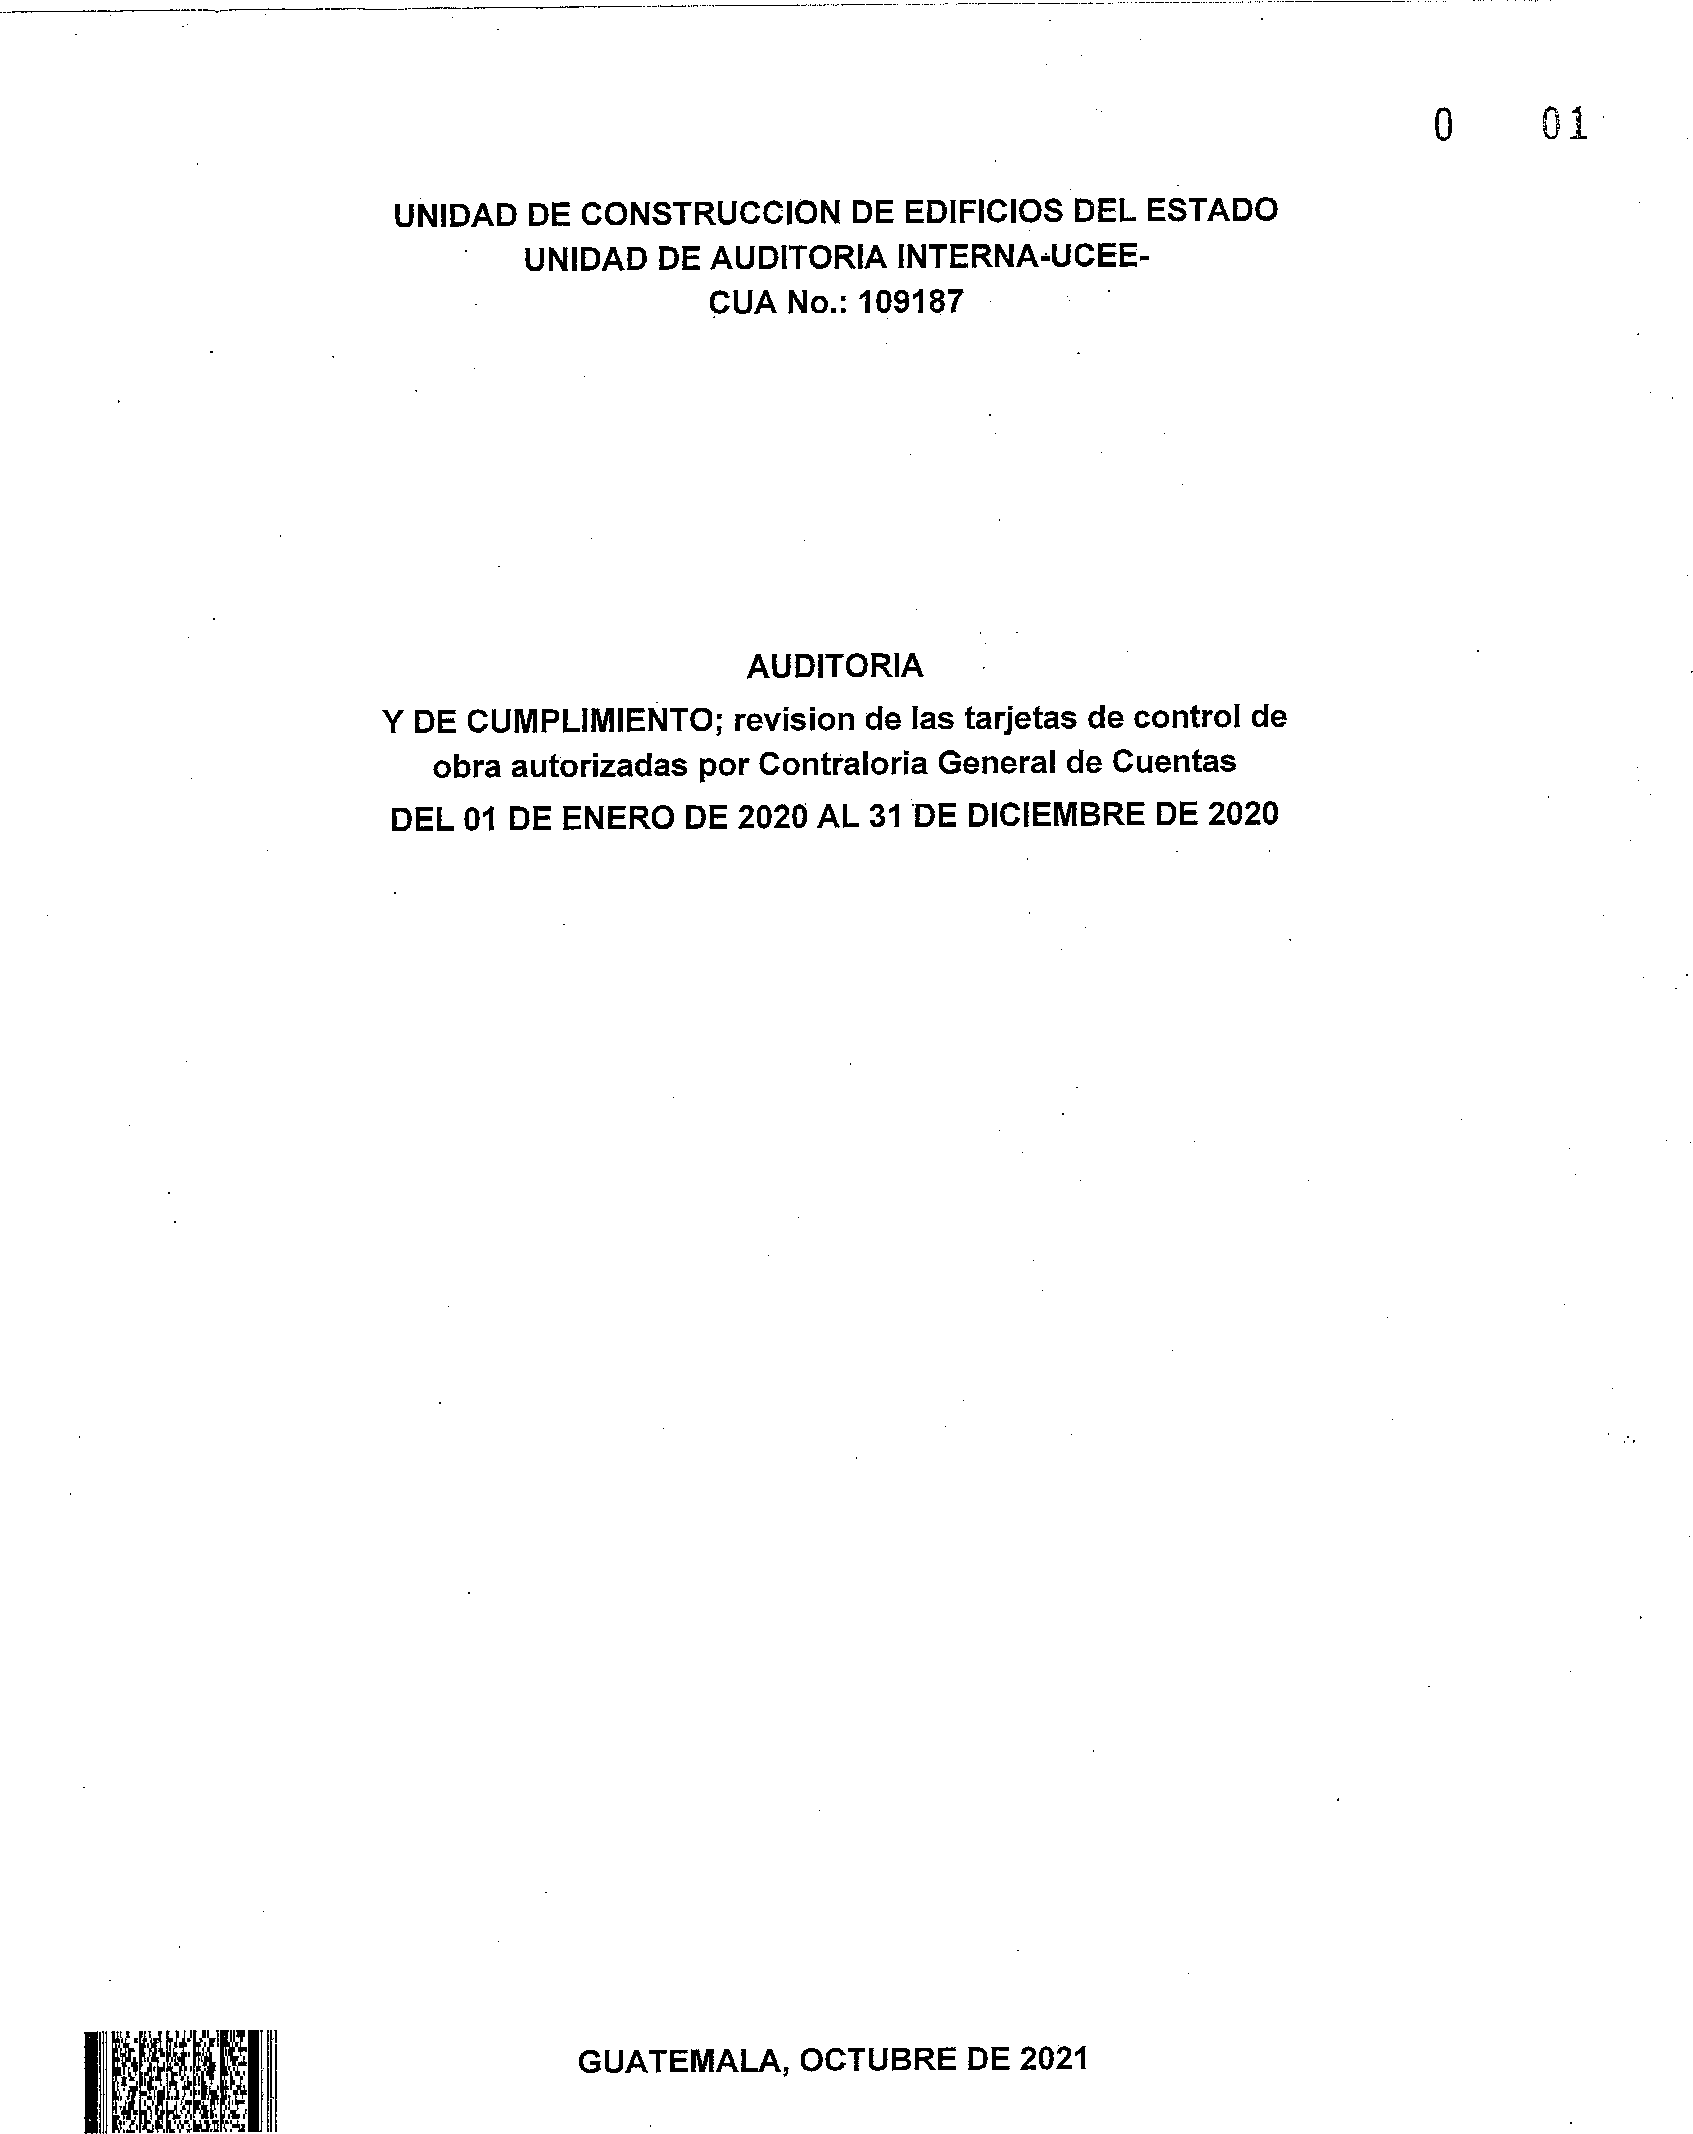 0 01
UNIDAD DE CONSTRUCCION DE EDIFICIOS DEL ESTADO
UNIDAD DE AUDITORIA INTERNA-UCEE-
CUA No.: 109187
AUDITORIA
Y DE CUMPLIMIENTO; revision de las tarjetas de control de
obra autorizadas por Contraloria General de Cuentas
DEL 01 DE ENERO DE 2020 AL 31 DE DICIEMBRE DE 2020
GUATEMALA, OCTUBRE DE 2021